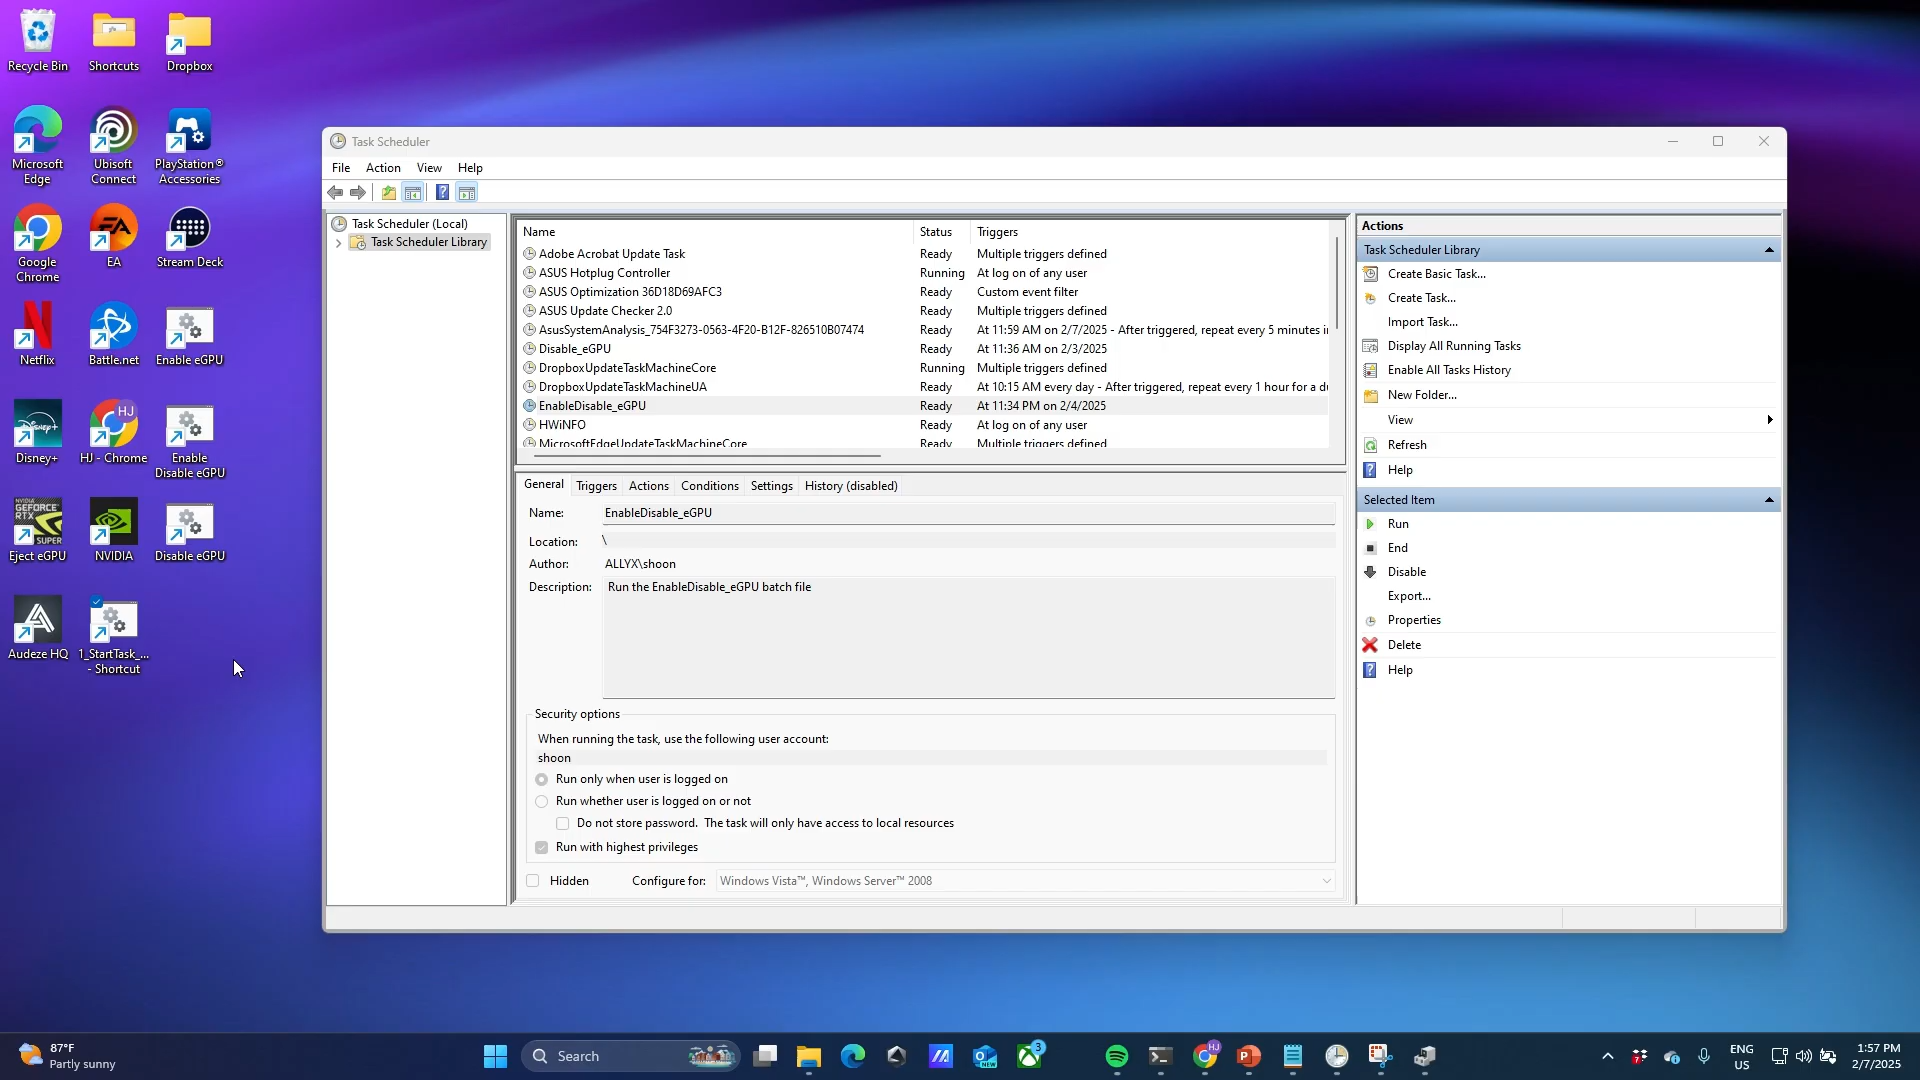 Recycle Bin
Shortcuts
Dropbox
Microsoft
Edge
Ubisoft
Connect
PlayStation®
Accessories
Google
Chrome
EA
Stream Deck
Netflix
Battle.net
Enable eGPU
Disney+
HJ - Chrome
Enable
Disable eGPU
Eject eGPU
NVIDIA
Disable eGPU
Audeze HQ
1_StartTask_...
- Shortcut
Task Scheduler
File Action View Help
Task Scheduler (Local)
Task Scheduler Library
Name Status Triggers
Adobe Acrobat Update Task Ready Multiple triggers defined
ASUS Hotplug Controller Running At log on of any user
ASUS Optimization 36D18D69AFC3 Ready Custom event filter
ASUS Update Checker 2.0 Ready Multiple triggers defined
AsusSystemAnalysis_754F3273-0563-4F20-B12F-826510B07474 Ready At 11:59 AM on 2/7/2025 - After triggered, repeat every 5 minutes i
Disable_eGPU Ready At 11:36 AM on 2/3/2025
DropboxUpdateTaskMachineCore Running Multiple triggers defined
DropboxUpdateTaskMachineUA Ready At 10:15 AM every day - After triggered, repeat every 1 hour for a d
EnableDisable_eGPU Ready At 11:34 PM on 2/4/2025
HWiNFO Ready At log on of any user
MicrosoftEdgeUpdateTaskMachineCore Ready Multiple triggers defined
General Triggers Actions Conditions Settings History (disabled)
Name: EnableDisable_eGPU
Location: \
Author: ALLYX\shoon
Description: Run the EnableDisable_eGPU batch file
Security options
When running the task, use the following user account:
shoon
Run only when user is logged on
Run whether user is logged on or not
Do not store password. The task will only have access to local resources
Run with highest privileges
Hidden Configure for: Windows Vista™, Windows Server™ 2008
Actions
Task Scheduler Library
Create Basic Task...
Create Task...
Import Task...
Display All Running Tasks
Enable All Tasks History
New Folder...
View
Refresh
Help
Selected Item
Run
End
Disable
Export...
Properties
Delete
Help
87°F
Partly sunny
Search
NEW
3
HJ
7
ENG
US
1:57 PM
2/7/2025